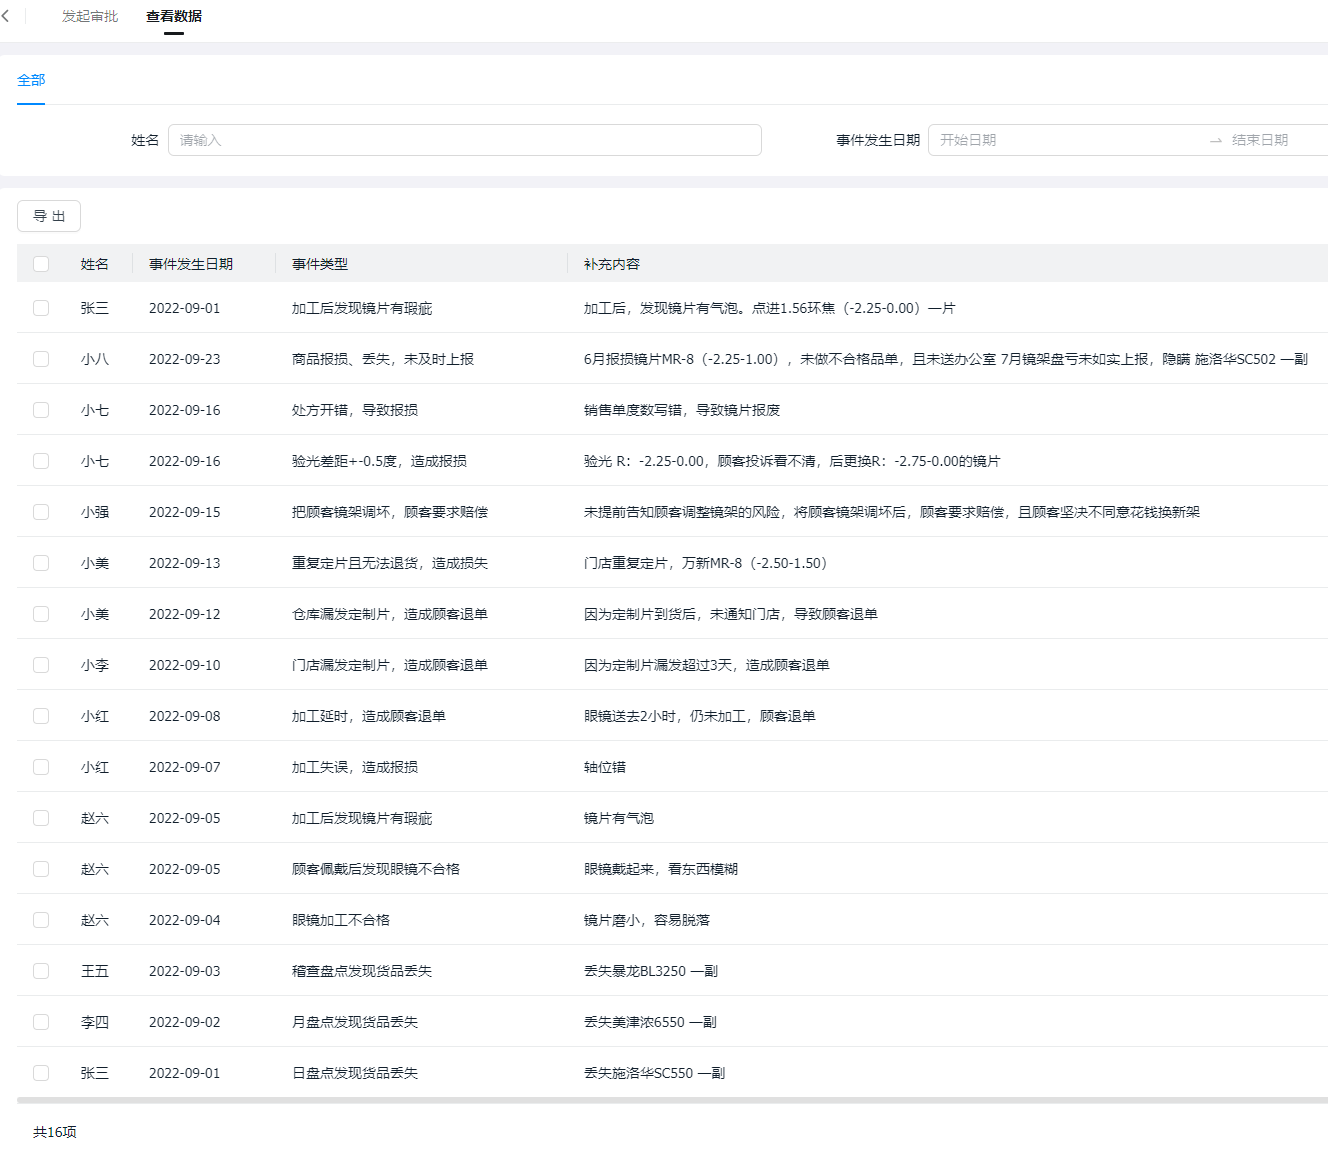 发起审批 查看数据
全部
姓名 请输入 事件发生日期 开始日期 → 结束日期
导 出
姓名 事件发生日期 事件类型 补充内容
张三 2022-09-01 加工后发现镜片有瑕疵 加工后，发现镜片有气泡。点进1.56环焦（-2.25-0.00）一片
小八 2022-09-23 商品报损、丢失，未及时上报 6月报损镜片MR-8（-2.25-1.00），未做不合格品单，且未送办公室 7月镜架盘亏未如实上报，隐瞒 施洛华SC502 一副
小七 2022-09-16 处方开错，导致报损 销售单度数写错，导致镜片报废
小七 2022-09-16 验光差距+-0.5度，造成报损 验光 R：-2.25-0.00，顾客投诉看不清，后更换R：-2.75-0.00的镜片
小强 2022-09-15 把顾客镜架调坏，顾客要求赔偿 未提前告知顾客调整镜架的风险，将顾客镜架调坏后，顾客要求赔偿，且顾客坚决不同意花钱换新架
小美 2022-09-13 重复定片且无法退货，造成损失 门店重复定片，万新MR-8（-2.50-1.50）
小美 2022-09-12 仓库漏发定制片，造成顾客退单 因为定制片到货后，未通知门店，导致顾客退单
小李 2022-09-10 门店漏发定制片，造成顾客退单 因为定制片漏发超过3天，造成顾客退单
小红 2022-09-08 加工延时，造成顾客退单 眼镜送去2小时，仍未加工，顾客退单
小红 2022-09-07 加工失误，造成报损 轴位错
赵六 2022-09-05 加工后发现镜片有瑕疵 镜片有气泡
赵六 2022-09-05 顾客佩戴后发现眼镜不合格 眼镜戴起来，看东西模糊
赵六 2022-09-04 眼镜加工不合格 镜片磨小，容易脱落
王五 2022-09-03 稽查盘点发现货品丢失 丢失暴龙BL3250 一副
李四 2022-09-02 月盘点发现货品丢失 丢失美津浓6550 一副
张三 2022-09-01 日盘点发现货品丢失 丢失施洛华SC550 一副
共16项